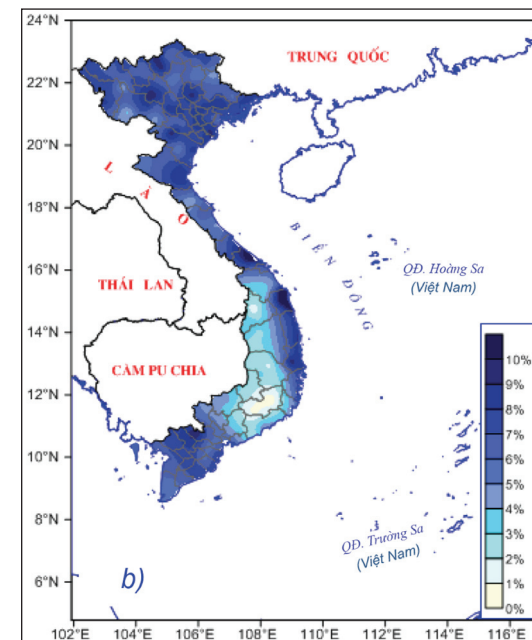 24°N
22°N
20°N
18°N
16°N
14°N
12°N
10°N
8°N
6°N
TRUNG QUỐC
L À O
BIỂN ĐÔNG
QĐ. Hoàng Sa
(Việt Nam)
THÁI LAN
CĂM PU CHIA
QĐ. Trường Sa
(Việt Nam)
b)
10%
9%
8%
7%
6%
5%
4%
3%
2%
1%
0%
102°E 104°E 106°E 108°E 110°E 112°E 114°E 116°E